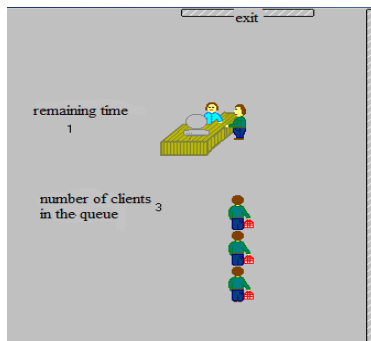 exit
remaining time
1
number of clients
in the queue 3